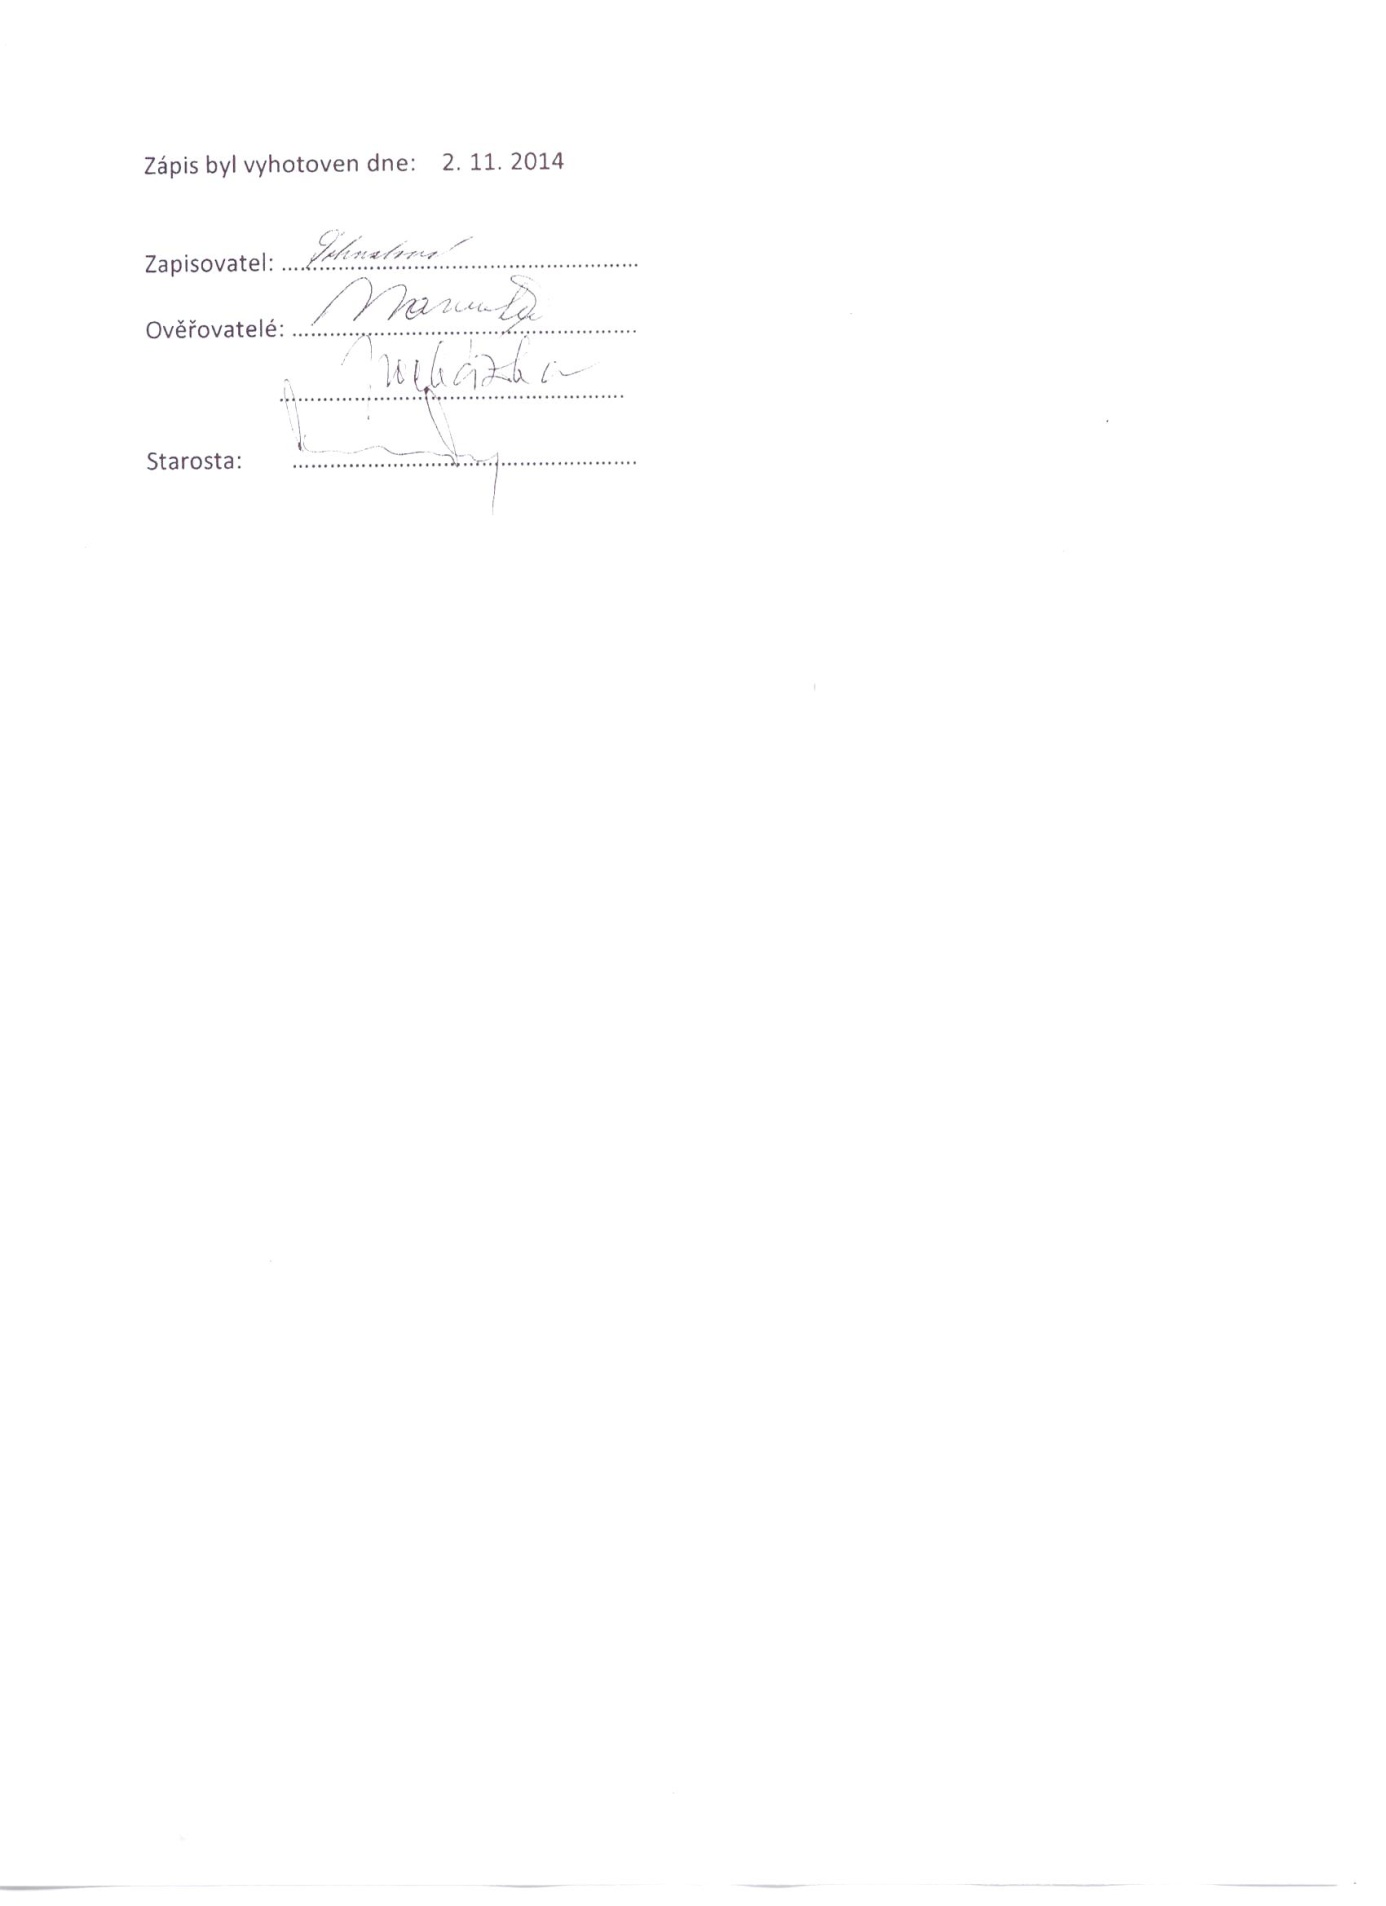 Zápis byl vyhotoven dne: 2. 11. 2014
Zapisovatel: ........................................................
Ověřovatelé: ........................................................
........................................................
Starosta: ........................................................